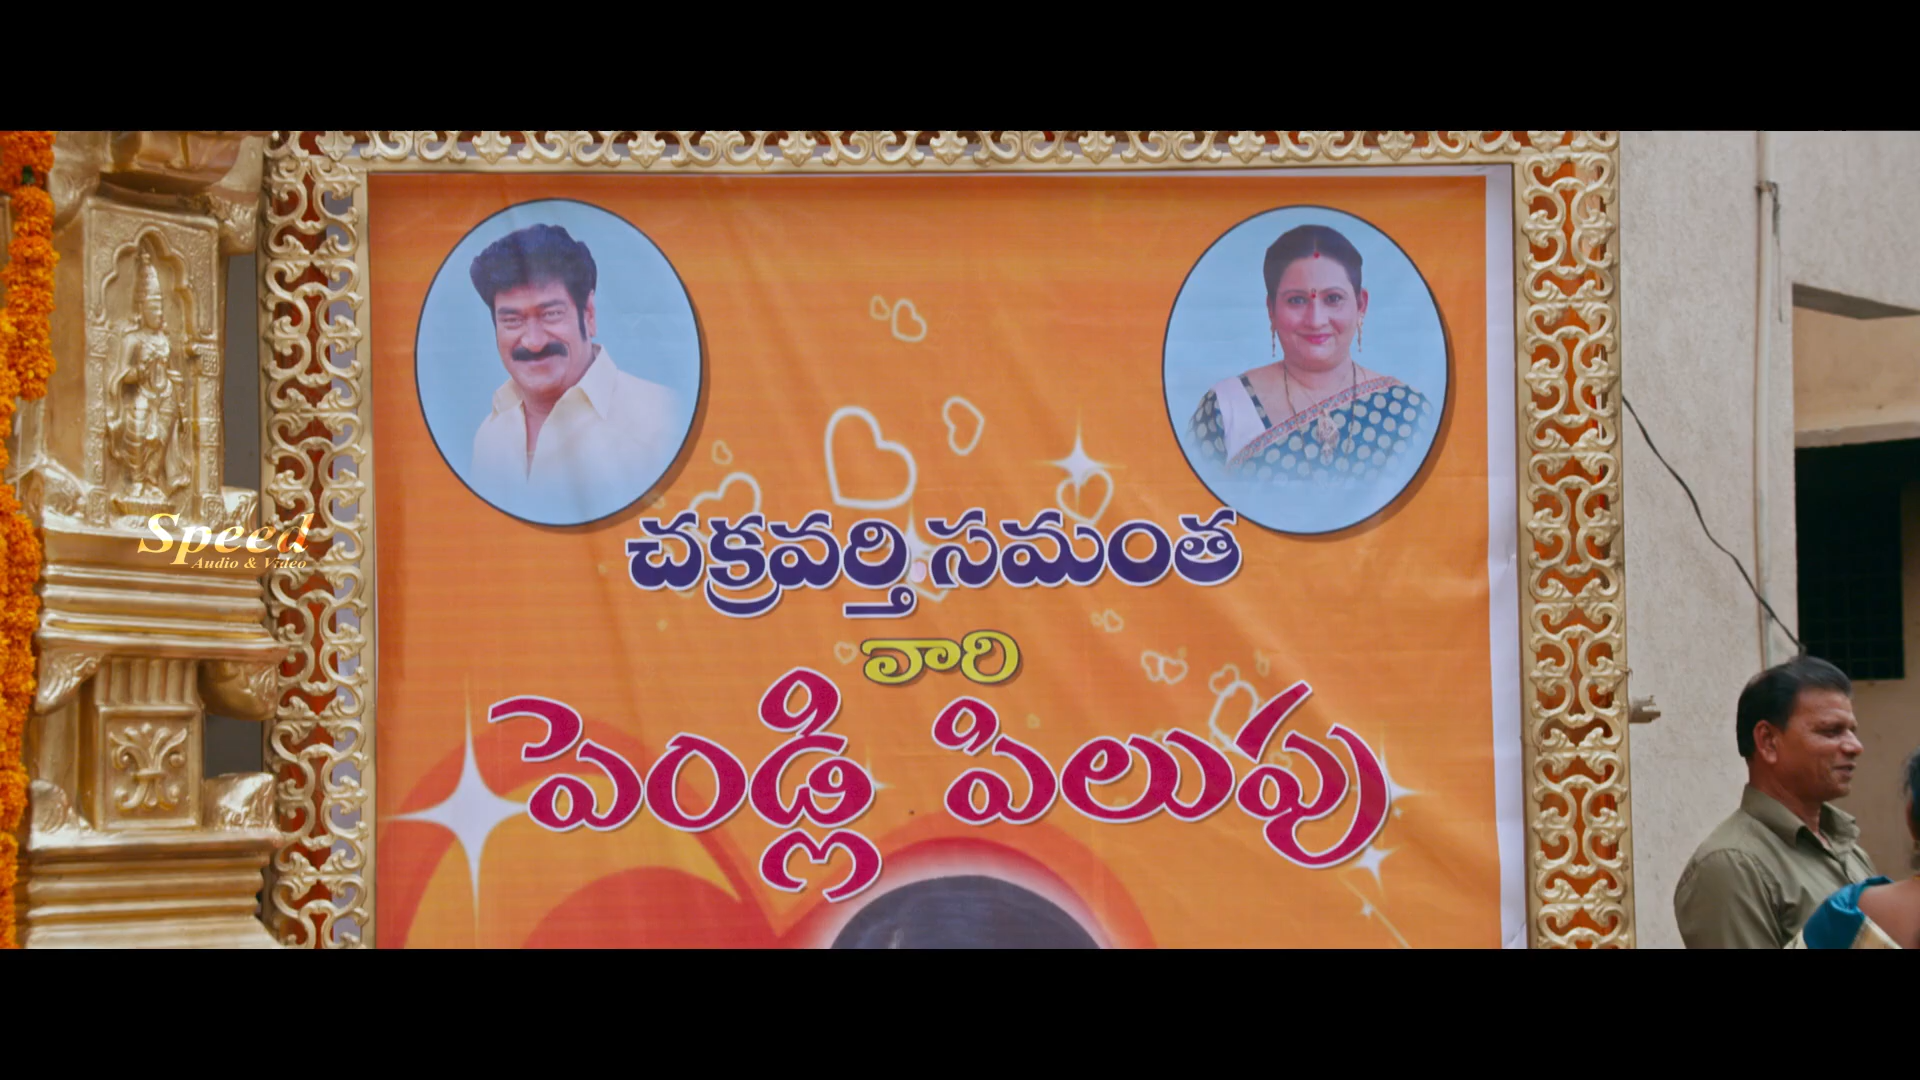 చక్రవర్తి సమంత
వారి
పెండ్లి పిలుపు
Speed
Audio & Video